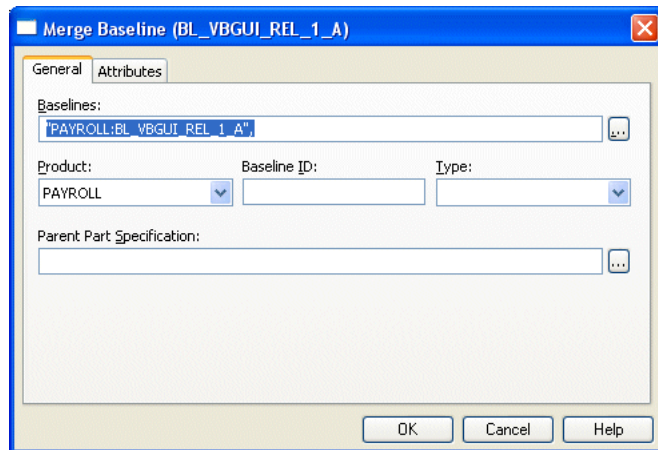 Merge Baseline (BL_VBGUI_REL_1_A)
General Attributes
Baselines:
"PAYROLL:BL_VBGUI_REL_1_A",
...
Product: Baseline ID: Type:
PAYROLL
Parent Part Specification:
...
OK Cancel Help